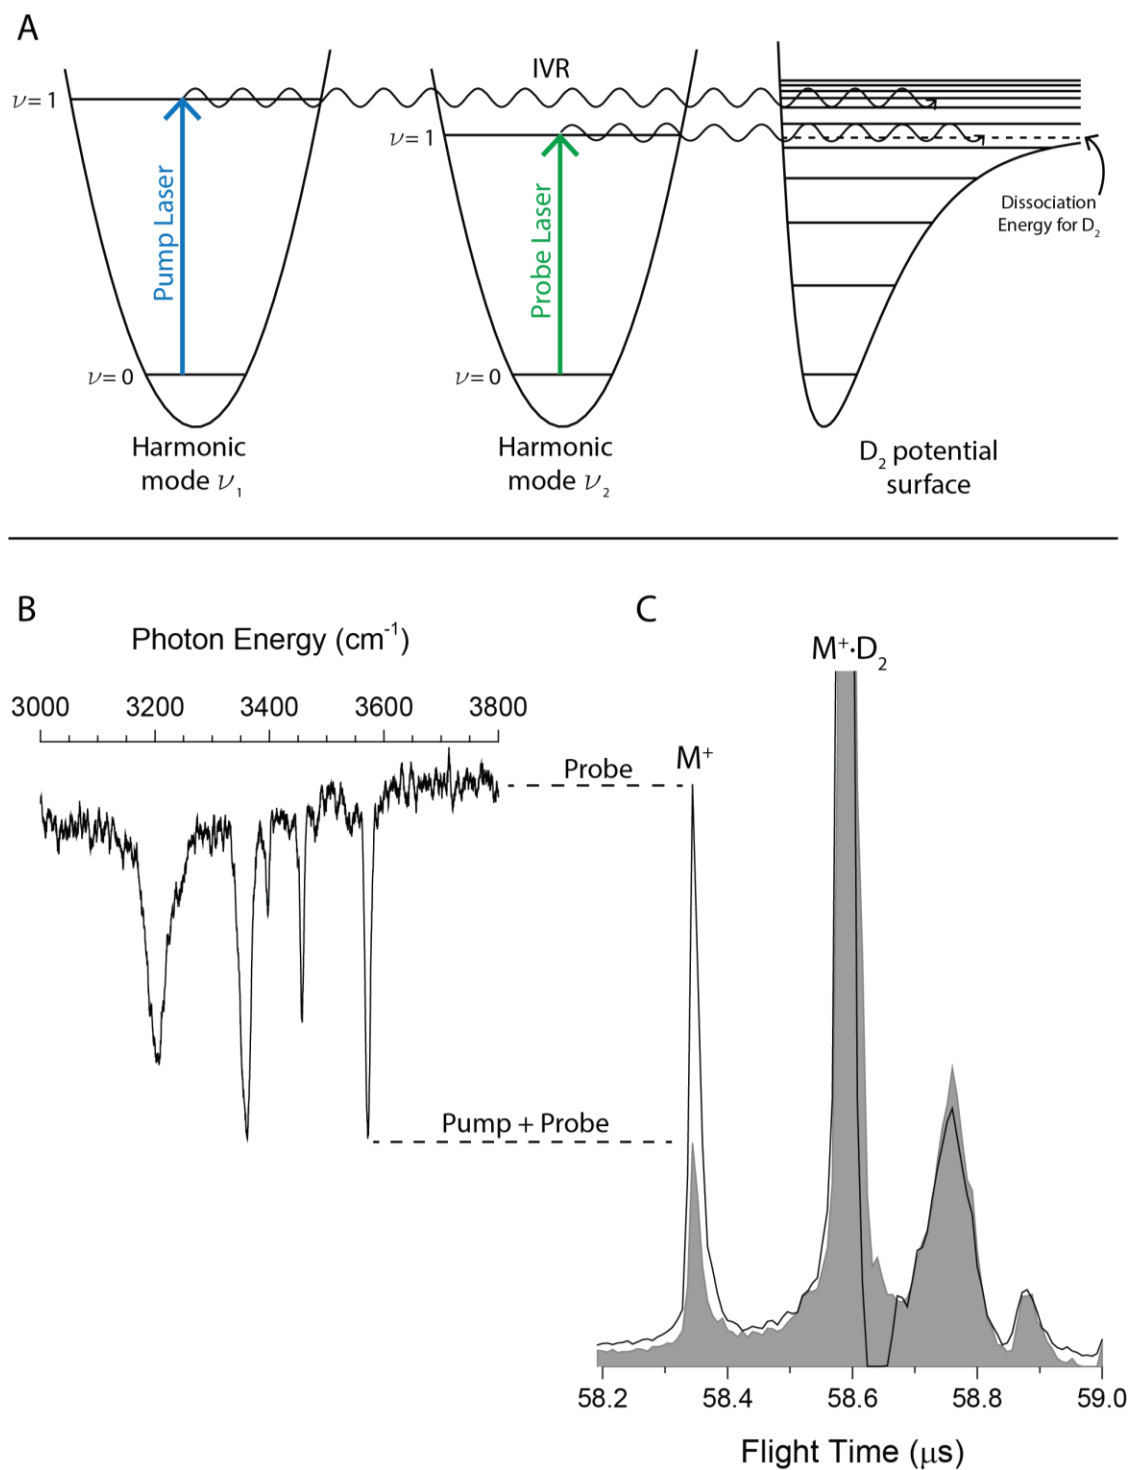 A
IVR
ν = 1
ν = 1
Pump Laser
Probe Laser
Dissociation
Energy for D₂
ν = 0
ν = 0
Harmonic
mode ν₁
Harmonic
mode ν₂
D₂ potential
surface
B
Photon Energy (cm⁻¹)
3000 3200 3400 3600 3800
Probe
Pump + Probe
C
M⁺·D₂
M⁺
58.2 58.4 58.6 58.8 59.0
Flight Time (μs)